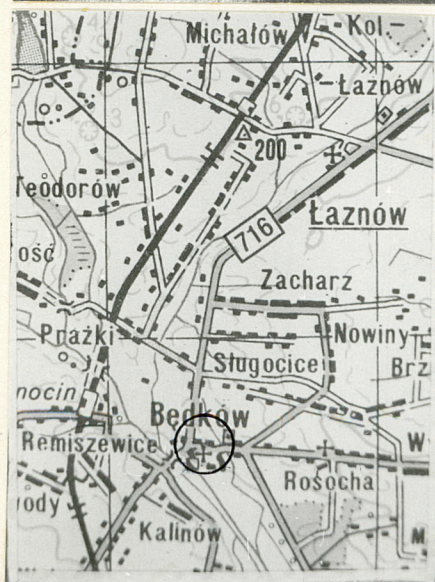 Michałów
Kol
Łaznów
200
Teodorów
Łaznów
716
ość
Zacharz
Prażki
Nowiny
Sługocice
Brz
nocin
Będków
Remiszewice
W
Rosocha
ody
Kalinów
M